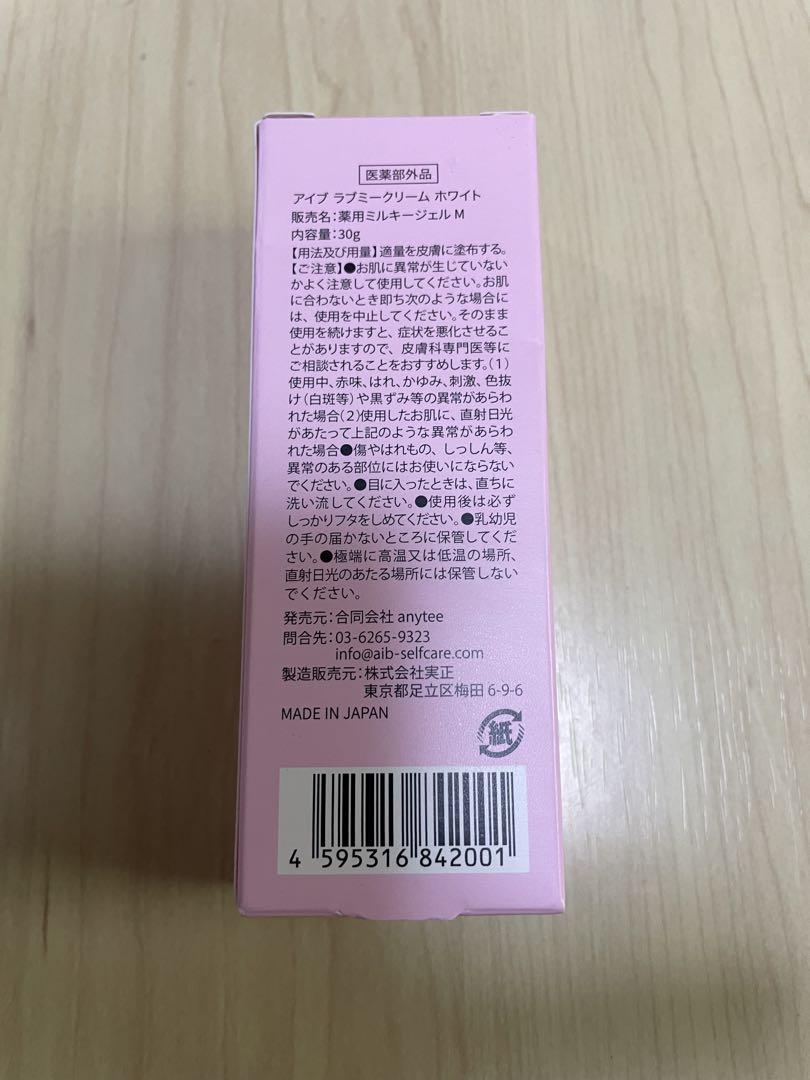 医薬部外品
アイブ ラブミークリーム ホワイト
販売名：薬用ミルキージェル M
内容量：30g
【用法及び用量】適量を皮膚に塗布する。
【ご注意】●お肌に異常が生じていない
かよく注意して使用してください。お肌
に合わないとき即ち次のような場合に
は、使用を中止してください。そのまま
使用を続けますと、症状を悪化させるこ
とがありますので、皮膚科専門医等に
ご相談されることをおすすめします。（1）
使用中、赤味、はれ、かゆみ、刺激、色抜
け（白斑等）や黒ずみ等の異常があらわ
れた場合（2）使用したお肌に、直射日光
があたって上記のような異常があらわ
れた場合●傷やはれもの、しっしん等、
異常のある部位にはお使いにならない
でください。●目に入ったときは、直ちに
洗い流してください。●使用後は必ず
しっかりフタをしめてください。●乳幼児
の手の届かないところに保管してくだ
さい。●極端に高温又は低温の場所、
直射日光のあたる場所には保管しない
でください。
発売元：合同会社 anytee
問合先：03-6265-9323
info@aib-selfcare.com
製造販売元：株式会社実正
東京都足立区梅田 6-9-6
MADE IN JAPAN
紙
4 595316 842001